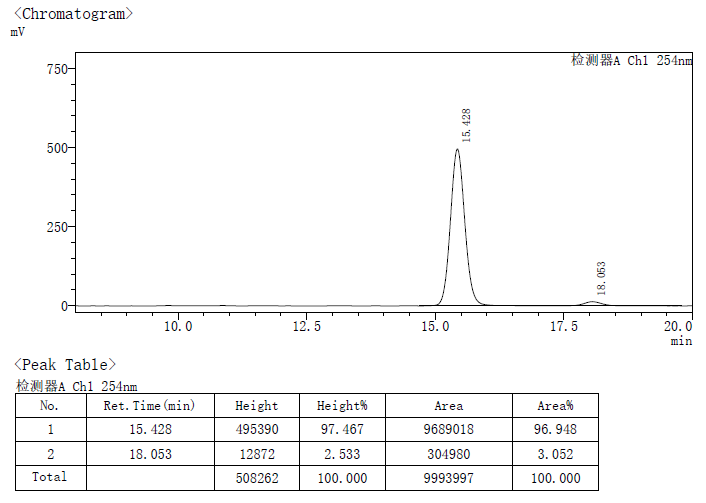 <Chromatogram>
mV
检测器A Ch1 254nm
750
500
250
0
15.428
18.053
10.0 12.5 15.0 17.5 20.0
min
<Peak Table>
检测器A Ch1 254nm
No. Ret.Time(min) Height Height% Area Area%
1 15.428 495390 97.467 9689018 96.948
2 18.053 12872 2.533 304980 3.052
Total 508262 100.000 9993997 100.000